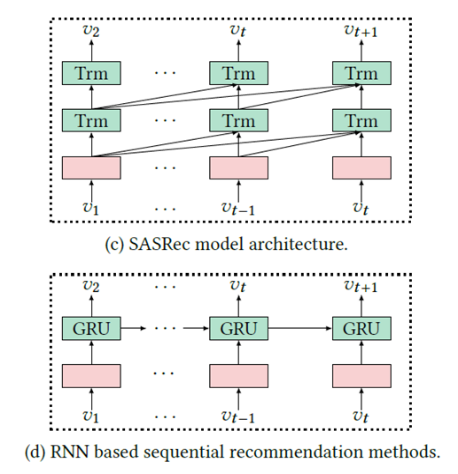 v2 ... vt vt+1
Trm ... Trm Trm
Trm ... Trm Trm
...
v1 vt−1 vt
(c) SASRec model architecture.
v2 ... vt vt+1
GRU ... GRU GRU
...
v1 vt−1 vt
(d) RNN based sequential recommendation methods.